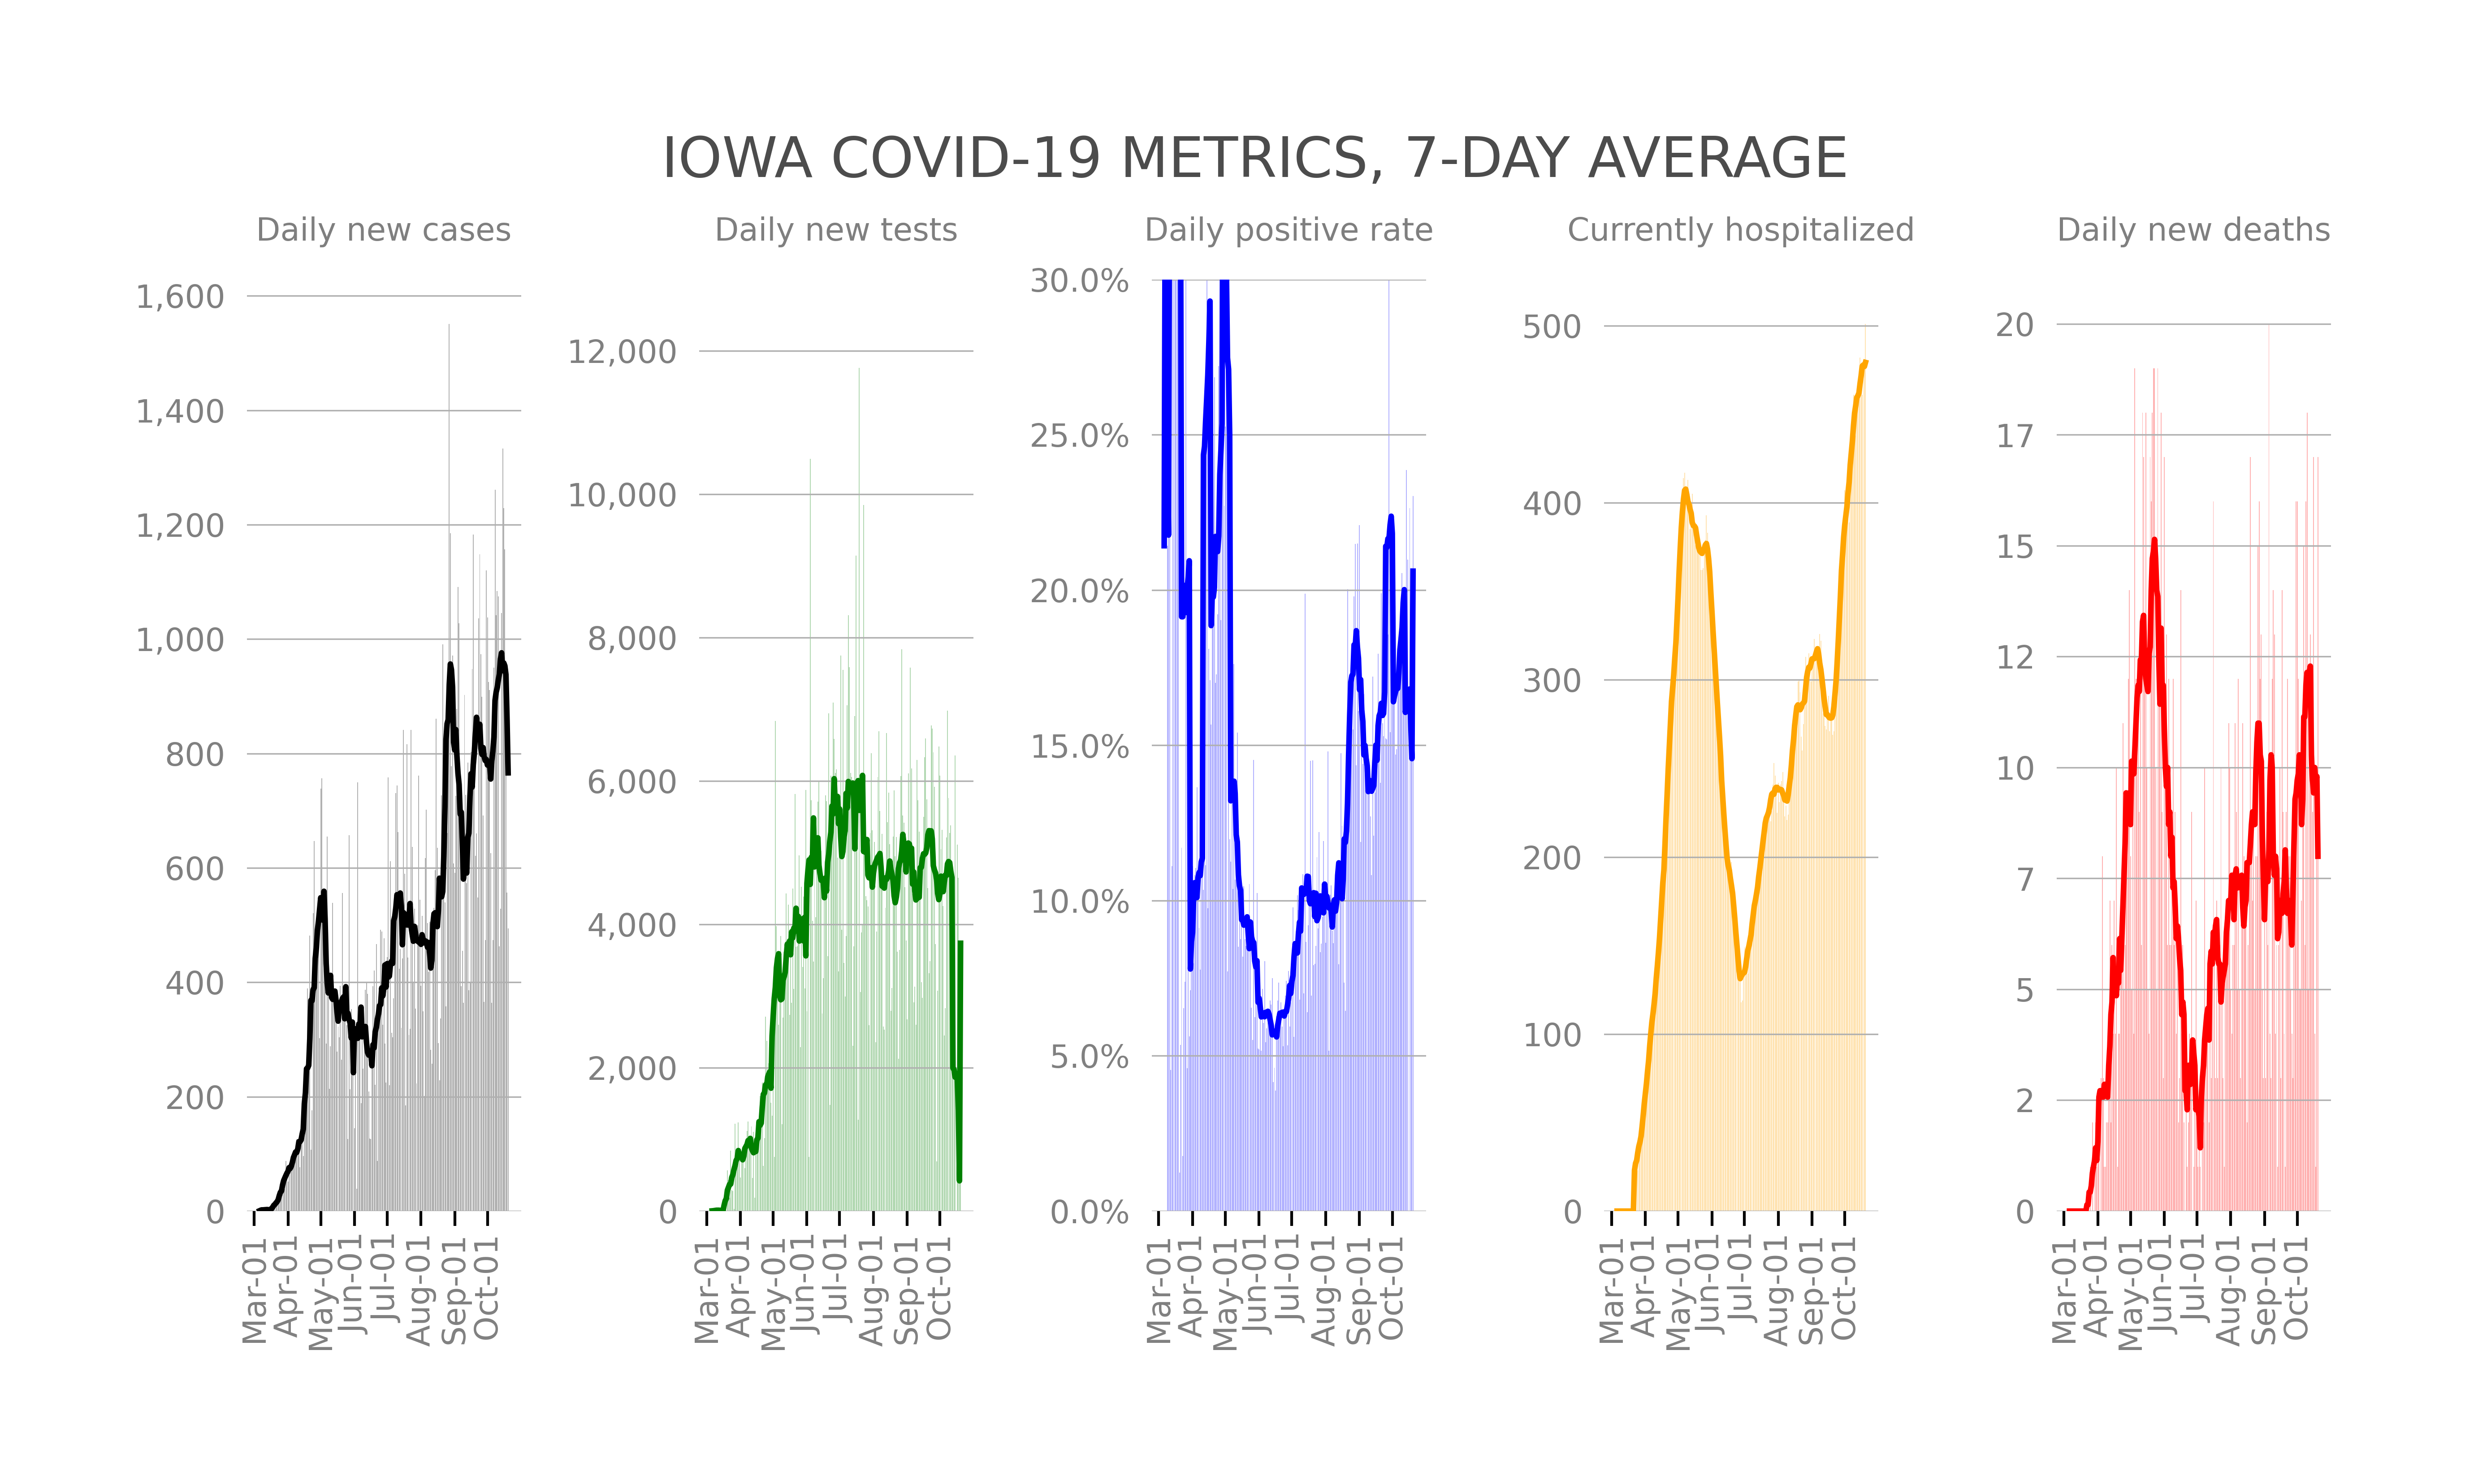 IOWA COVID-19 METRICS, 7-DAY AVERAGE
Daily new cases
1,600
1,400
1,200
1,000
800
600
400
200
0
Mar-01
Apr-01
May-01
Jun-01
Jul-01
Aug-01
Sep-01
Oct-01
Daily new tests
12,000
10,000
8,000
6,000
4,000
2,000
0
Mar-01
Apr-01
May-01
Jun-01
Jul-01
Aug-01
Sep-01
Oct-01
Daily positive rate
30.0%
25.0%
20.0%
15.0%
10.0%
5.0%
0.0%
Mar-01
Apr-01
May-01
Jun-01
Jul-01
Aug-01
Sep-01
Oct-01
Currently hospitalized
500
400
300
200
100
0
Mar-01
Apr-01
May-01
Jun-01
Jul-01
Aug-01
Sep-01
Oct-01
Daily new deaths
20
17
15
12
10
7
5
2
0
Mar-01
Apr-01
May-01
Jun-01
Jul-01
Aug-01
Sep-01
Oct-01